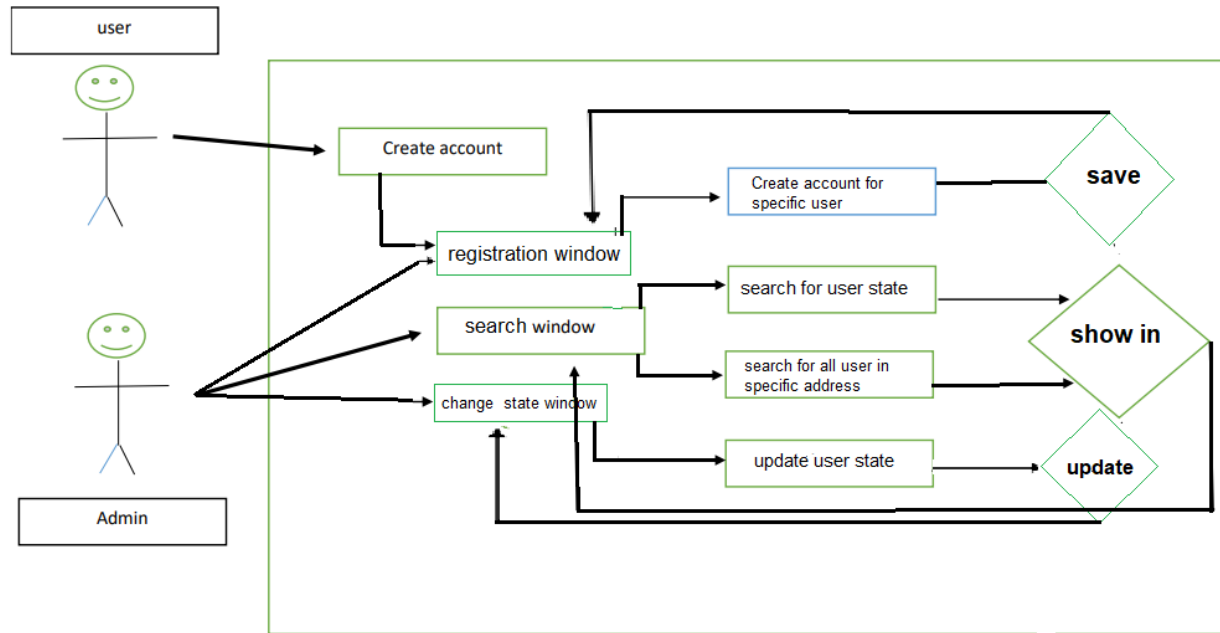 user
Create account
Create account for
specific user
save
registration window
search for user state
search window
show in
search for all user in
specific address
change state window
update user state
update
Admin